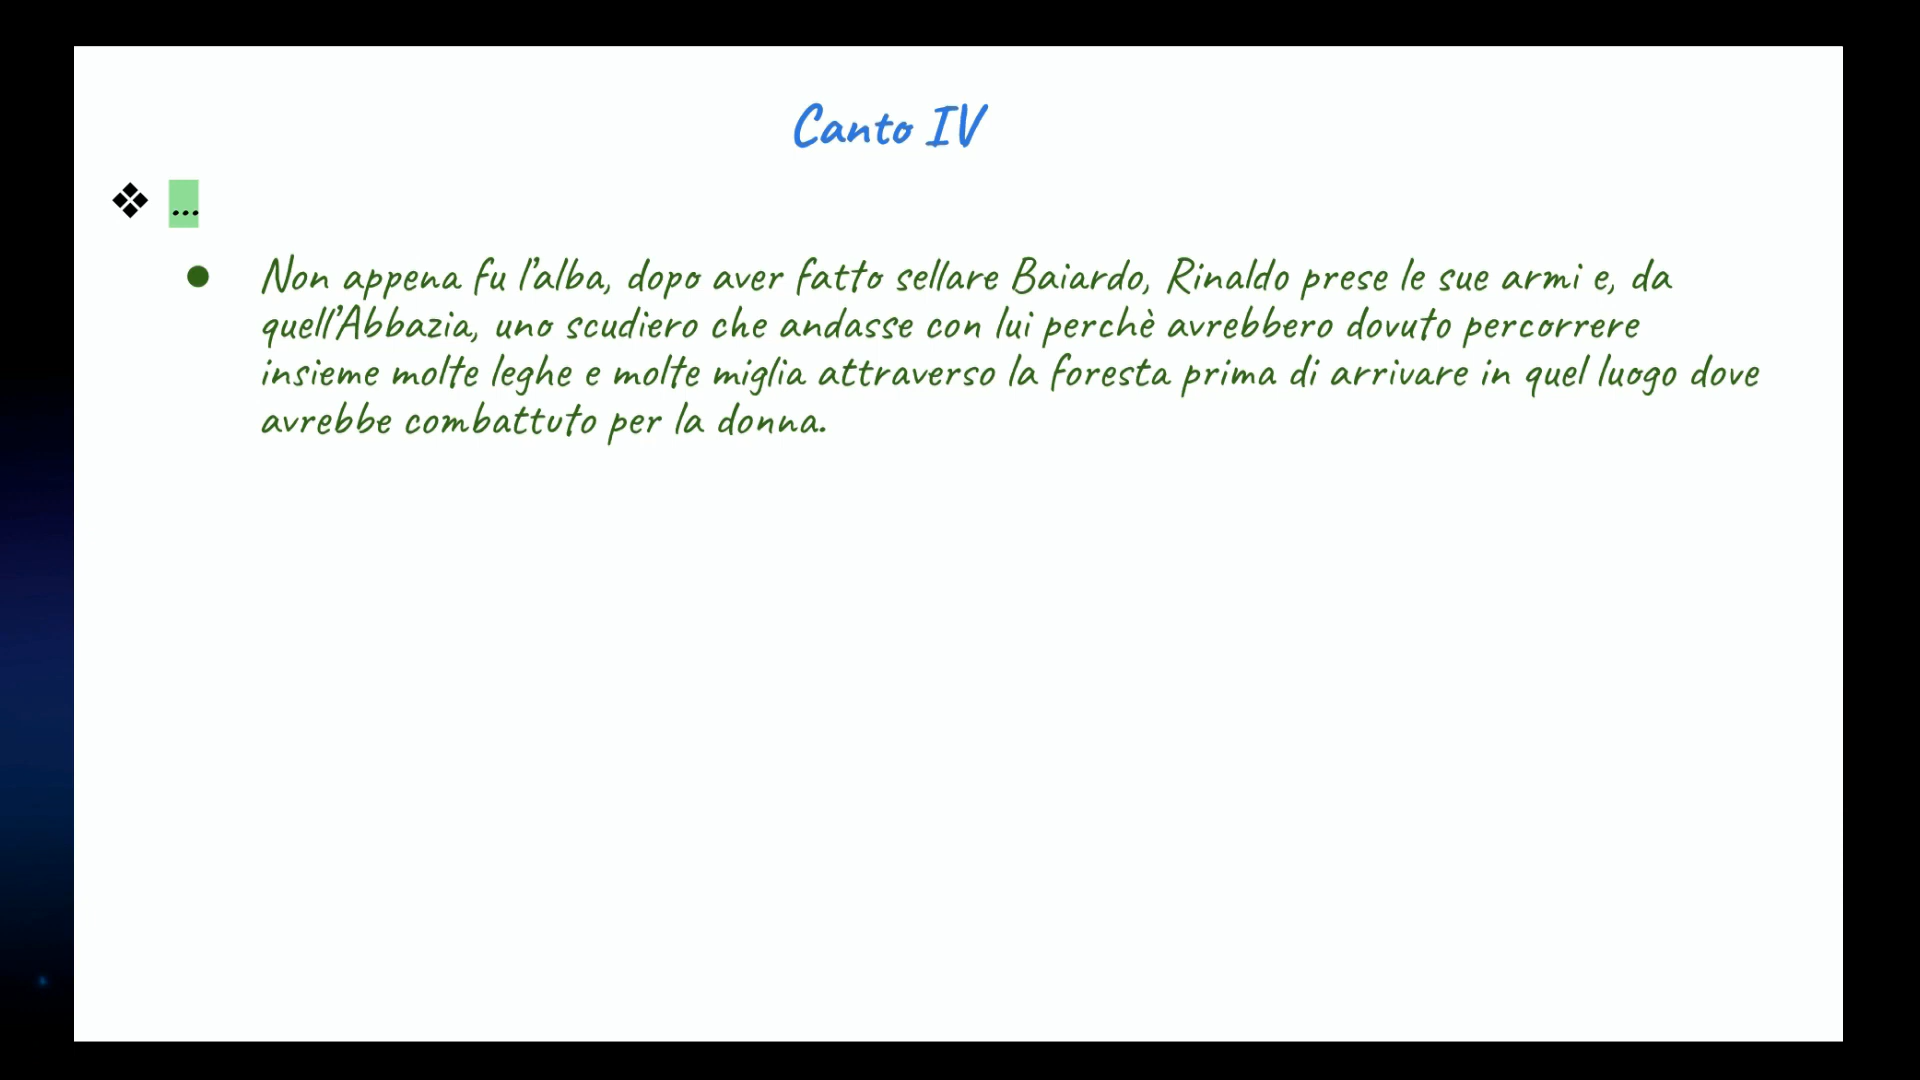 Canto IV
❖ ...
● Non appena fu l'alba, dopo aver fatto sellare Baiardo, Rinaldo prese le sue armi e, da
quell'Abbazia, uno scudiero che andasse con lui perchè avrebbero dovuto percorrere
insieme molte leghe e molte miglia attraverso la foresta prima di arrivare in quel luogo dove
avrebbe combattuto per la donna.